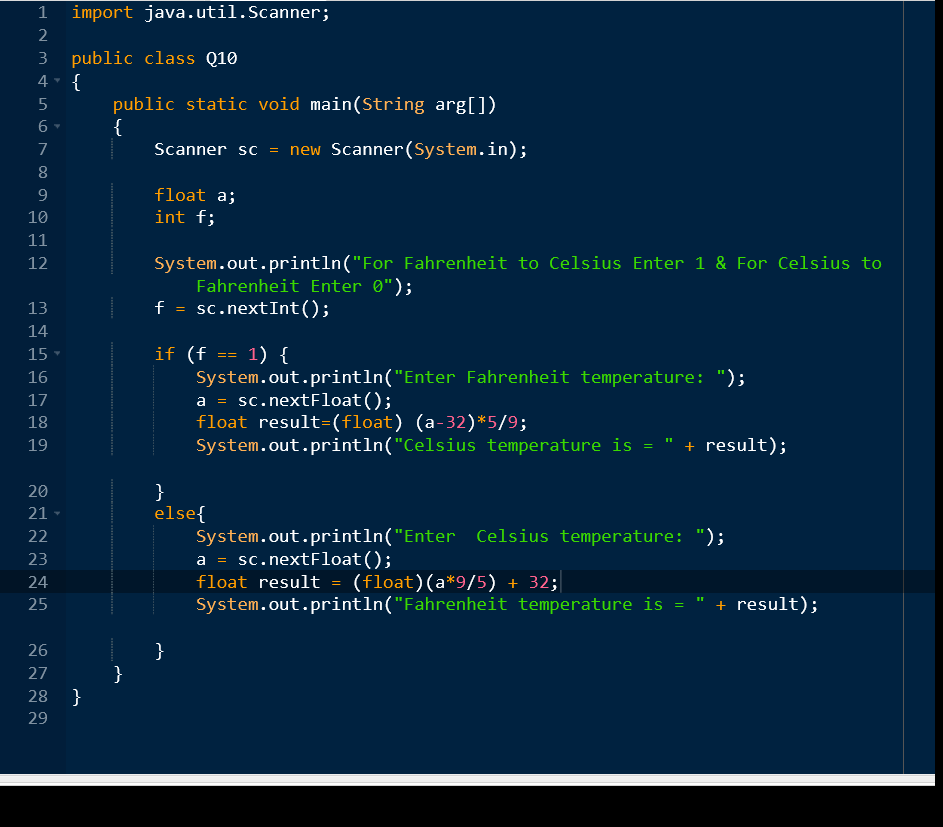 1 import java.util.Scanner;
2
3 public class Q10
4 {
5     public static void main(String arg[])
6     {
7         Scanner sc = new Scanner(System.in);
8
9         float a;
10         int f;
11
12         System.out.println("For Fahrenheit to Celsius Enter 1 & For Celsius to
            Fahrenheit Enter 0");
13         f = sc.nextInt();
14
15         if (f == 1) {
16             System.out.println("Enter Fahrenheit temperature: ");
17             a = sc.nextFloat();
18             float result=(float) (a-32)*5/9;
19             System.out.println("Celsius temperature is = " + result);
20         }
21         else{
22             System.out.println("Enter  Celsius temperature: ");
23             a = sc.nextFloat();
24             float result = (float)(a*9/5) + 32;
25             System.out.println("Fahrenheit temperature is = " + result);
26         }
27     }
28 }
29